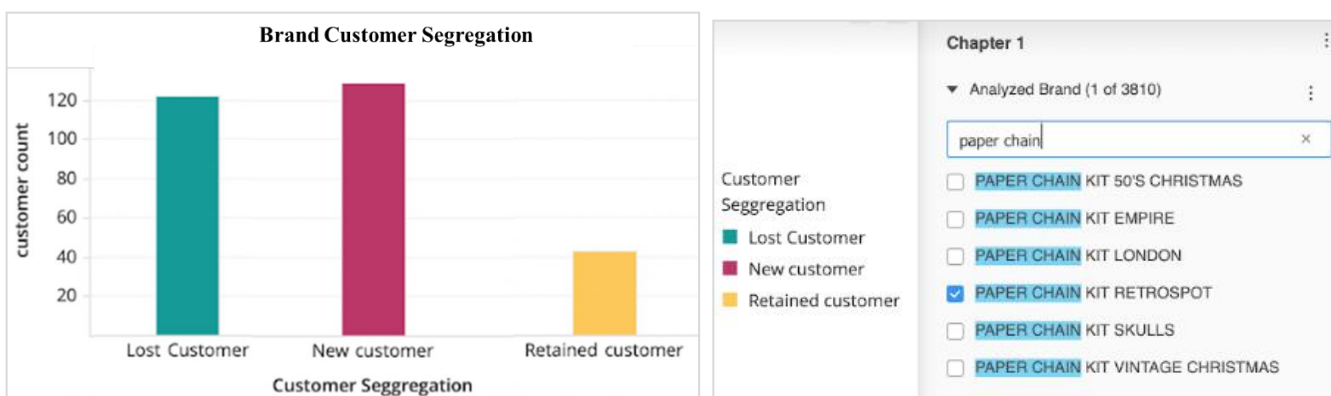 Brand Customer Segregation
customer count
120
100
80
60
40
20
Lost Customer New customer Retained customer
Customer Seggregation
Customer
Seggregation
Lost Customer
New customer
Retained customer
Chapter 1
Analyzed Brand (1 of 3810)
paper chain
PAPER CHAIN KIT 50'S CHRISTMAS
PAPER CHAIN KIT EMPIRE
PAPER CHAIN KIT LONDON
PAPER CHAIN KIT RETROSPOT
PAPER CHAIN KIT SKULLS
PAPER CHAIN KIT VINTAGE CHRISTMAS